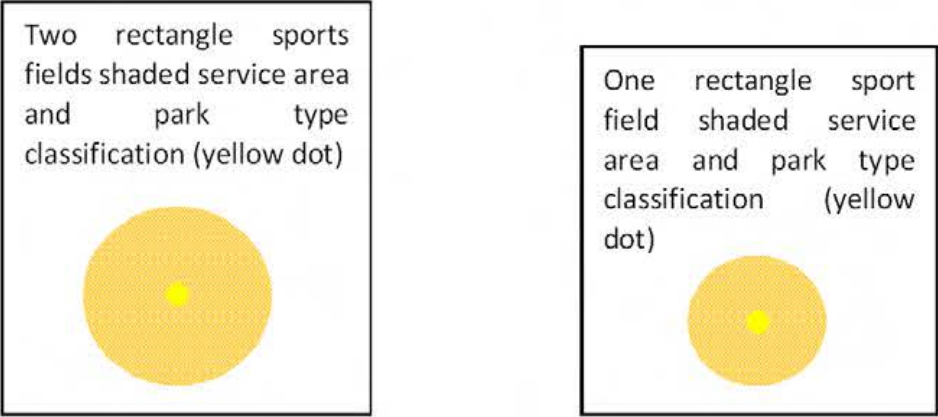 Two rectangle sports
fields shaded service area
and park type
classification (yellow dot)
One rectangle sport
field shaded service
area and park type
classification (yellow
dot)